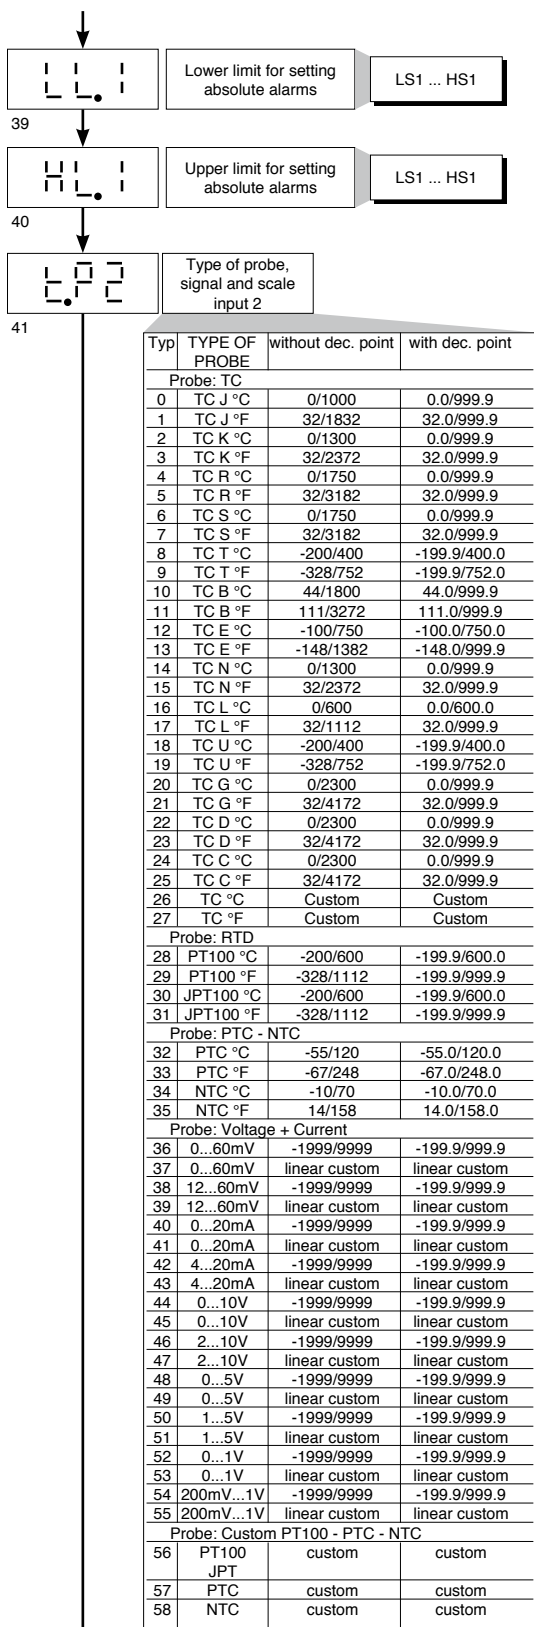 LL.1
Lower limit for setting
absolute alarms
LS1 ... HS1
39
HL.1
Upper limit for setting
absolute alarms
LS1 ... HS1
40
t.P2
Type of probe,
signal and scale
input 2
41
Typ TYPE OF PROBE without dec. point with dec. point
Probe: TC
0 TC J °C 0/1000 0.0/999.9
1 TC J °F 32/1832 32.0/999.9
2 TC K °C 0/1300 0.0/999.9
3 TC K °F 32/2372 32.0/999.9
4 TC R °C 0/1750 0.0/999.9
5 TC R °F 32/3182 32.0/999.9
6 TC S °C 0/1750 0.0/999.9
7 TC S °F 32/3182 32.0/999.9
8 TC T °C -200/400 -199.9/400.0
9 TC T °F -328/752 -199.9/752.0
10 TC B °C 44/1800 44.0/999.9
11 TC B °F 111/3272 111.0/999.9
12 TC E °C -100/750 -100.0/750.0
13 TC E °F -148/1382 -148.0/999.9
14 TC N °C 0/1300 0.0/999.9
15 TC N °F 32/2372 32.0/999.9
16 TC L °C 0/600 0.0/600.0
17 TC L °F 32/1112 32.0/999.9
18 TC U °C -200/400 -199.9/400.0
19 TC U °F -328/752 -199.9/752.0
20 TC G °C 0/2300 0.0/999.9
21 TC G °F 32/4172 32.0/999.9
22 TC D °C 0/2300 0.0/999.9
23 TC D °F 32/4172 32.0/999.9
24 TC C °C 0/2300 0.0/999.9
25 TC C °F 32/4172 32.0/999.9
26 TC °C Custom Custom
27 TC °F Custom Custom
Probe: RTD
28 PT100 °C -200/600 -199.9/600.0
29 PT100 °F -328/1112 -199.9/999.9
30 JPT100 °C -200/600 -199.9/600.0
31 JPT100 °F -328/1112 -199.9/999.9
Probe: PTC - NTC
32 PTC °C -55/120 -55.0/120.0
33 PTC °F -67/248 -67.0/248.0
34 NTC °C -10/70 -10.0/70.0
35 NTC °F 14/158 14.0/158.0
Probe: Voltage + Current
36 0...60mV -1999/9999 -199.9/999.9
37 0...60mV linear custom linear custom
38 12...60mV -1999/9999 -199.9/999.9
39 12...60mV linear custom linear custom
40 0...20mA -1999/9999 -199.9/999.9
41 0...20mA linear custom linear custom
42 4...20mA -1999/9999 -199.9/999.9
43 4...20mA linear custom linear custom
44 0...10V -1999/9999 -199.9/999.9
45 0...10V linear custom linear custom
46 2...10V -1999/9999 -199.9/999.9
47 2...10V linear custom linear custom
48 0...5V -1999/9999 -199.9/999.9
49 0...5V linear custom linear custom
50 1...5V -1999/9999 -199.9/999.9
51 1...5V linear custom linear custom
52 0...1V -1999/9999 -199.9/999.9
53 0...1V linear custom linear custom
54 200mV...1V -1999/9999 -199.9/999.9
55 200mV...1V linear custom linear custom
Probe: Custom PT100 - PTC - NTC
56 PT100 JPT custom custom
57 PTC custom custom
58 NTC custom custom